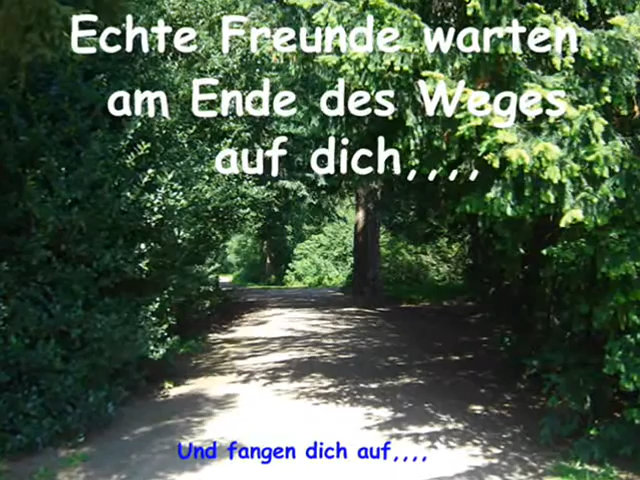 Echte Freunde warten
am Ende des Weges
auf dich,,,,
Und fangen dich auf,,,,